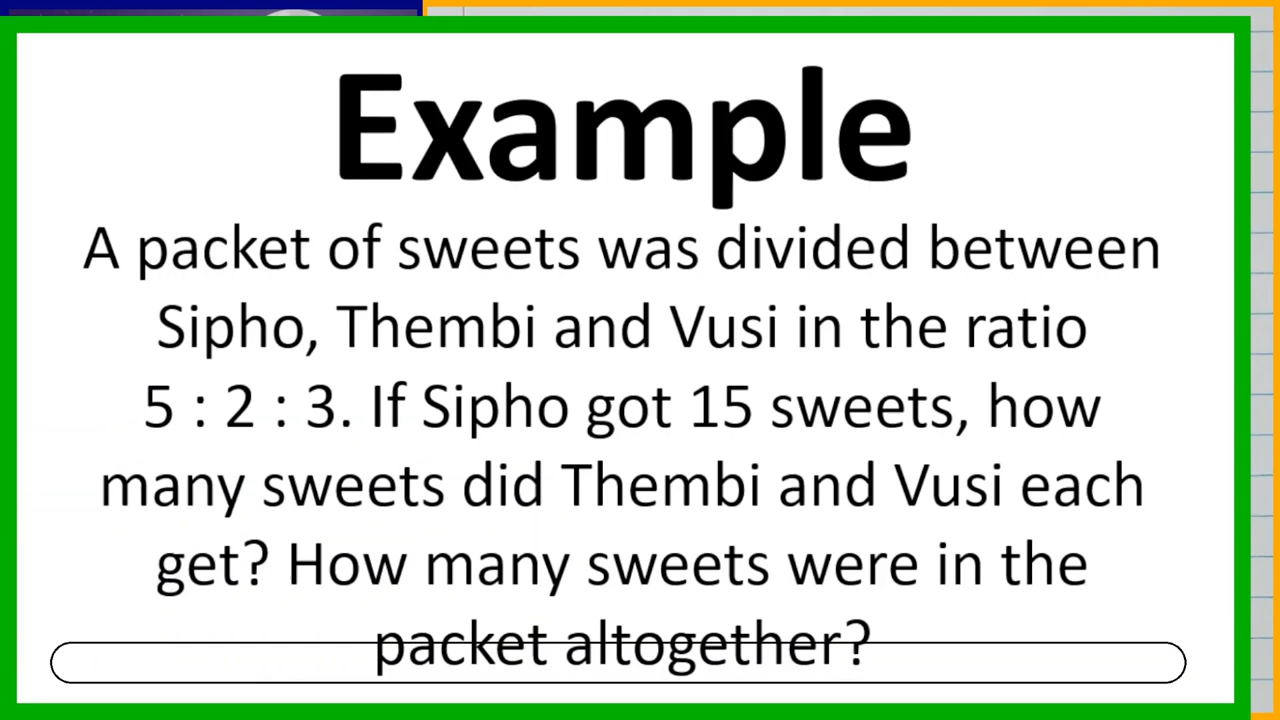 Example
A packet of sweets was divided between
Sipho, Thembi and Vusi in the ratio
5 : 2 : 3. If Sipho got 15 sweets, how
many sweets did Thembi and Vusi each
get? How many sweets were in the
packet altogether?